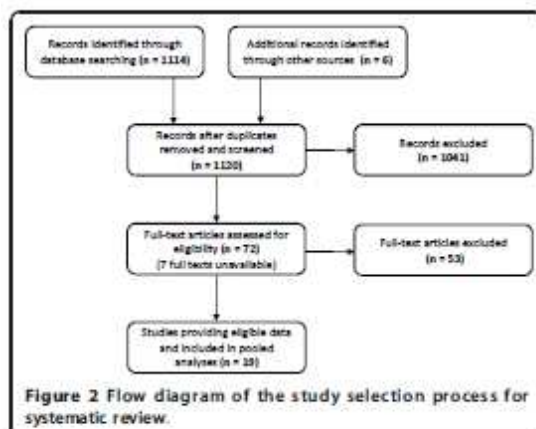 Records identified through
database searching (n = 1114)
Additional records identified
through other sources (n = 6)
Records after duplicates
removed and screened
(n = 1120)
Records excluded
(n = 1041)
Full-text articles assessed for
eligibility (n = 72)
(7 full texts unavailable)
Full-text articles excluded
(n = 53)
Studies providing eligible data
and included in pooled
analyses (n = 19)
Figure 2 Flow diagram of the study selection process for
systematic review.